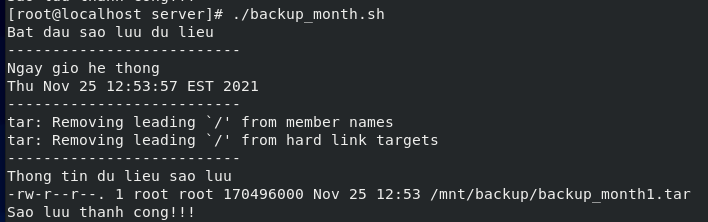 [root@localhost server]# ./backup_month.sh
Bat dau sao luu du lieu
--------------------------
Ngay gio he thong
Thu Nov 25 12:53:57 EST 2021
--------------------------
tar: Removing leading `/' from member names
tar: Removing leading `/' from hard link targets
--------------------------
Thong tin du lieu sao luu
-rw-r--r--. 1 root root 170496000 Nov 25 12:53 /mnt/backup/backup_month1.tar
Sao luu thanh cong!!!